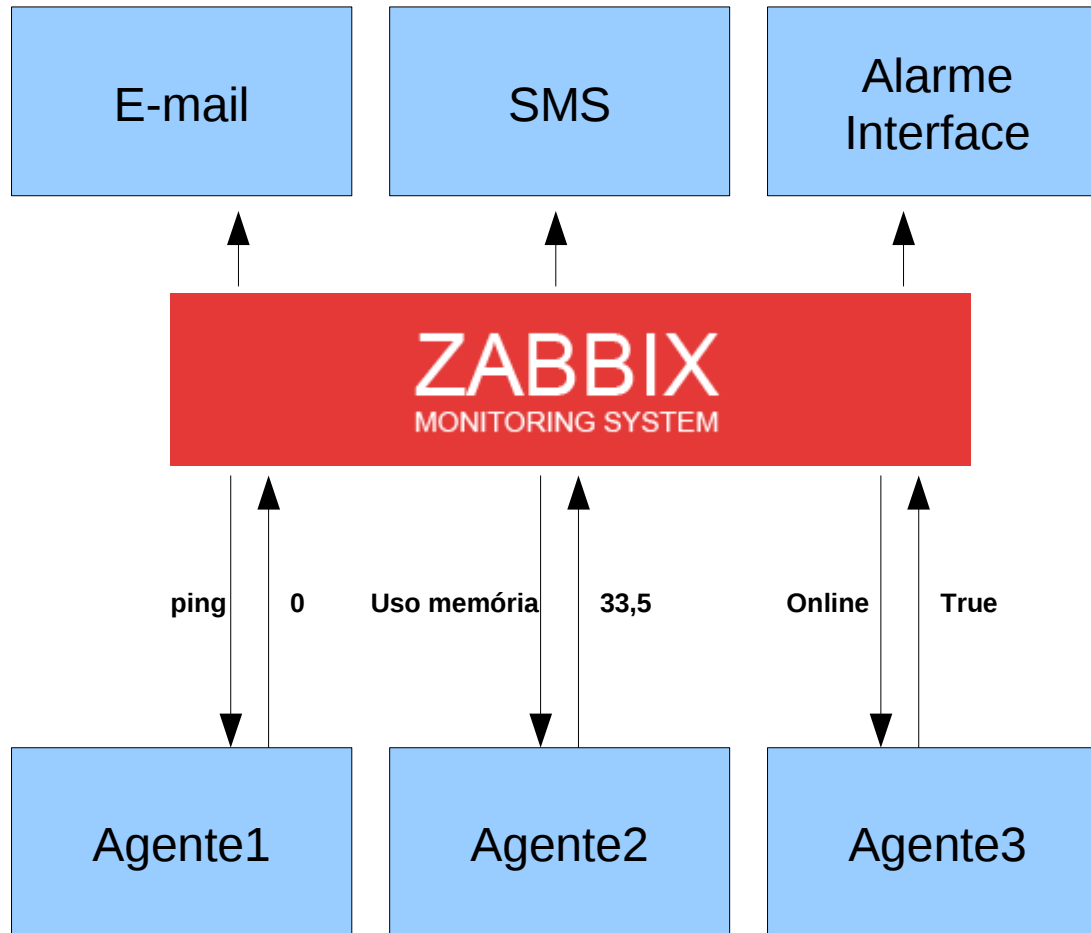 E-mail
SMS
Alarme
Interface
ZABBIX
MONITORING SYSTEM
ping
0
Uso memória
33,5
Online
True
Agente1
Agente2
Agente3